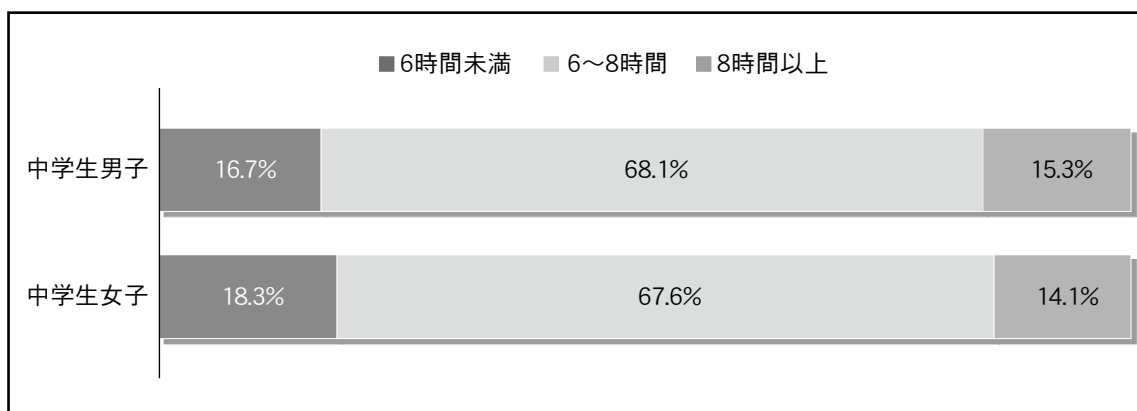 6時間未満 6〜8時間 8時間以上
中学生男子 16.7% 68.1% 15.3%
中学生女子 18.3% 67.6% 14.1%